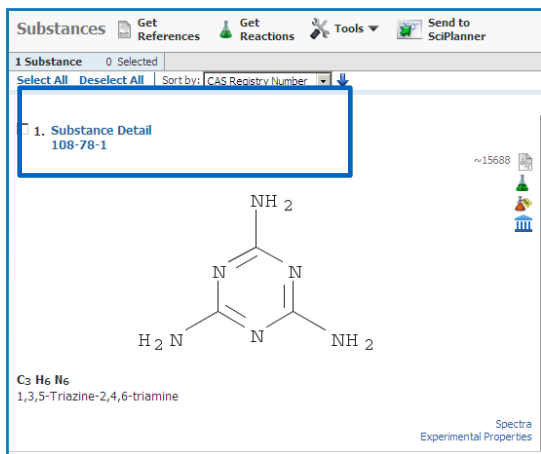 Substances Get References Get Reactions Tools Send to SciPlanner
1 Substance 0 Selected
Select All Deselect All Sort by: CAS Registry Number
1. Substance Detail
108-78-1
~15688
NH 2
N N
H 2 N N NH 2
C3 H6 N6
1,3,5-Triazine-2,4,6-triamine
Spectra
Experimental Properties